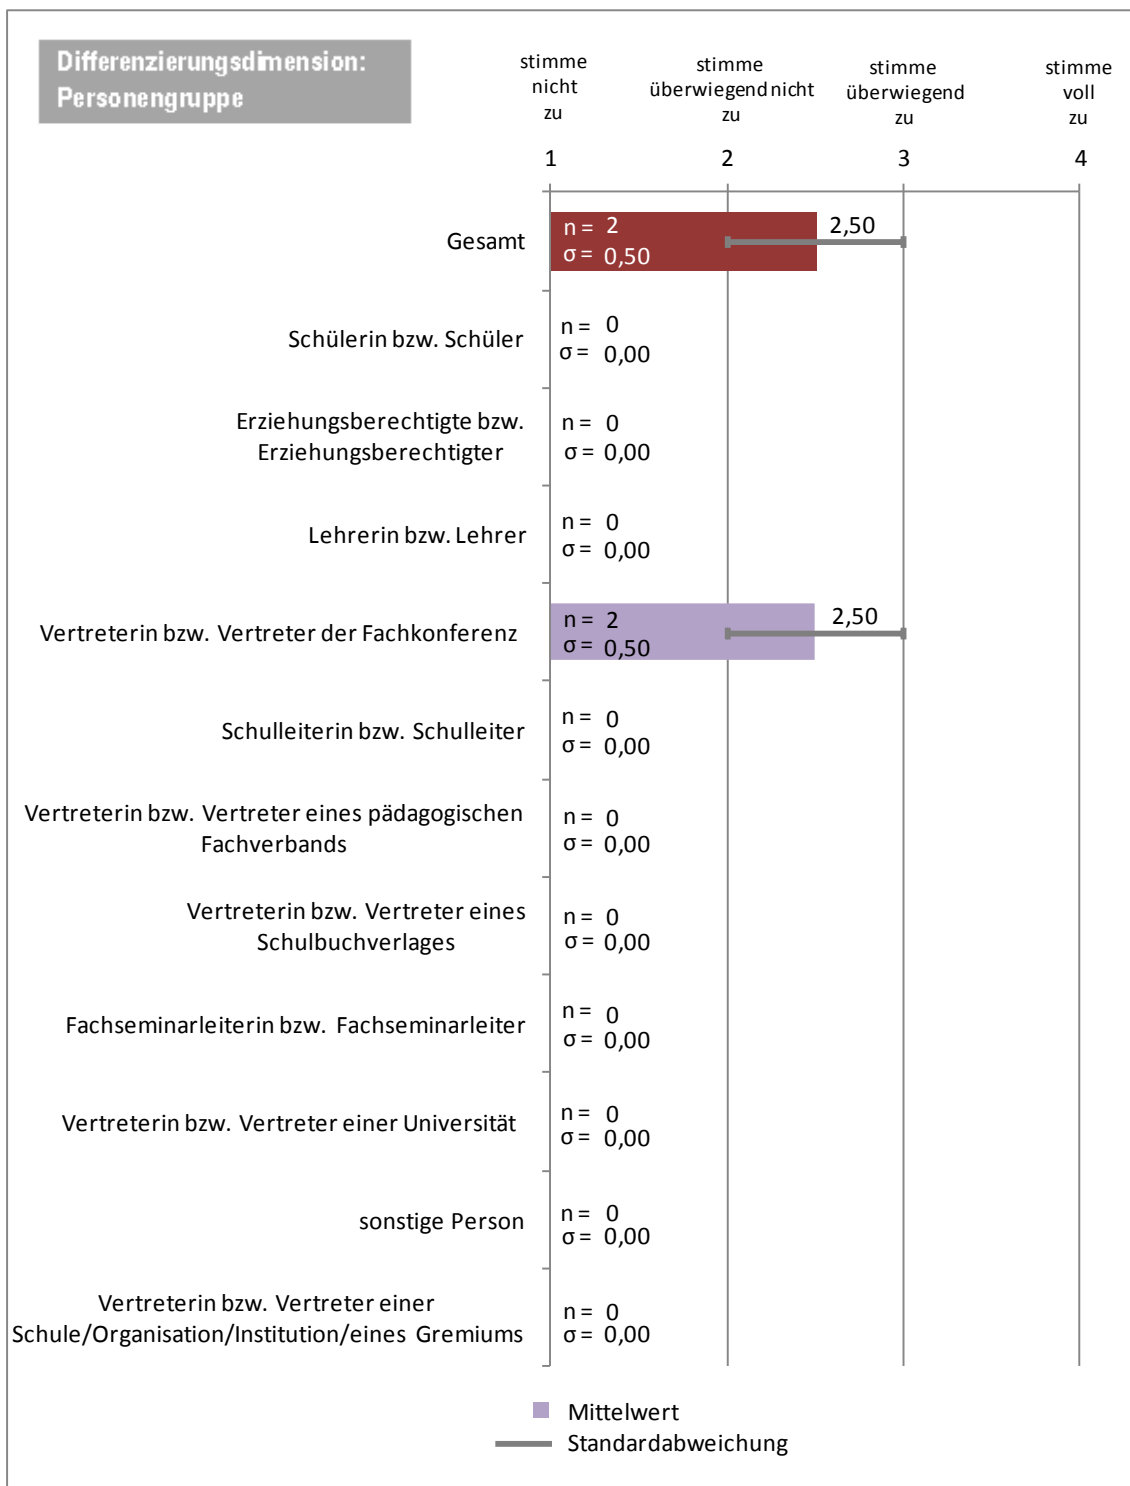 Differenzierungsdimension:
Personengruppe
stimme
nicht
zu
stimme
überwiegend nicht
zu
stimme
überwiegend
zu
stimme
voll
zu
1 2 3 4
Gesamt
n = 2
σ = 0,50
2,50
Schülerin bzw. Schüler
n = 0
σ = 0,00
Erziehungsberechtigte bzw.
Erziehungsberechtigter
n = 0
σ = 0,00
Lehrerin bzw. Lehrer
n = 0
σ = 0,00
Vertreterin bzw. Vertreter der Fachkonferenz
n = 2
σ = 0,50
2,50
Schulleiterin bzw. Schulleiter
n = 0
σ = 0,00
Vertreterin bzw. Vertreter eines pädagogischen
Fachverbands
n = 0
σ = 0,00
Vertreterin bzw. Vertreter eines
Schulbuchverlages
n = 0
σ = 0,00
Fachseminarleiterin bzw. Fachseminarleiter
n = 0
σ = 0,00
Vertreterin bzw. Vertreter einer Universität
n = 0
σ = 0,00
sonstige Person
n = 0
σ = 0,00
Vertreterin bzw. Vertreter einer
Schule/Organisation/Institution/eines Gremiums
n = 0
σ = 0,00
Mittelwert
Standardabweichung